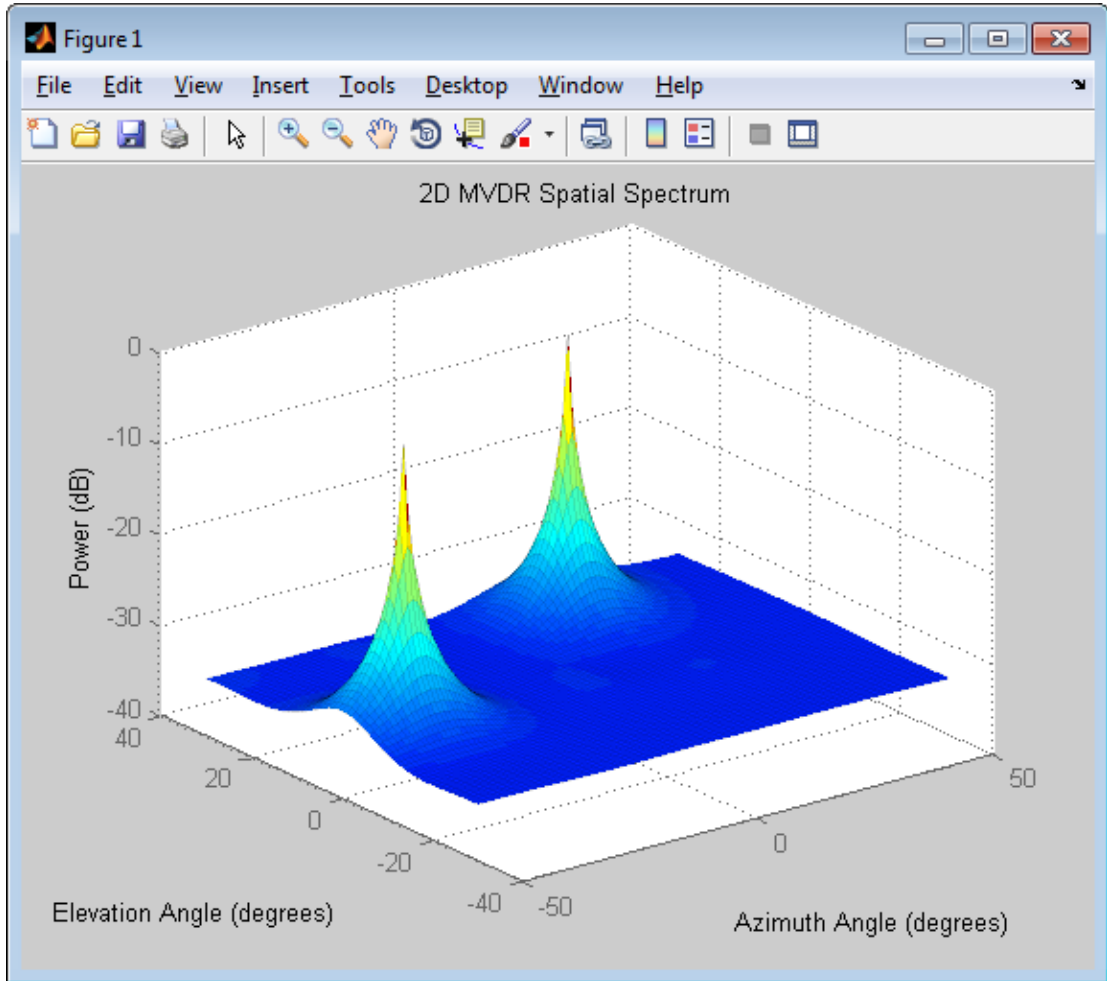 Figure 1
File Edit View Insert Tools Desktop Window Help
2D MVDR Spatial Spectrum
0
-10
-20
-30
-40
Power (dB)
40
20
0
-20
-40
Elevation Angle (degrees)
-50
0
50
Azimuth Angle (degrees)